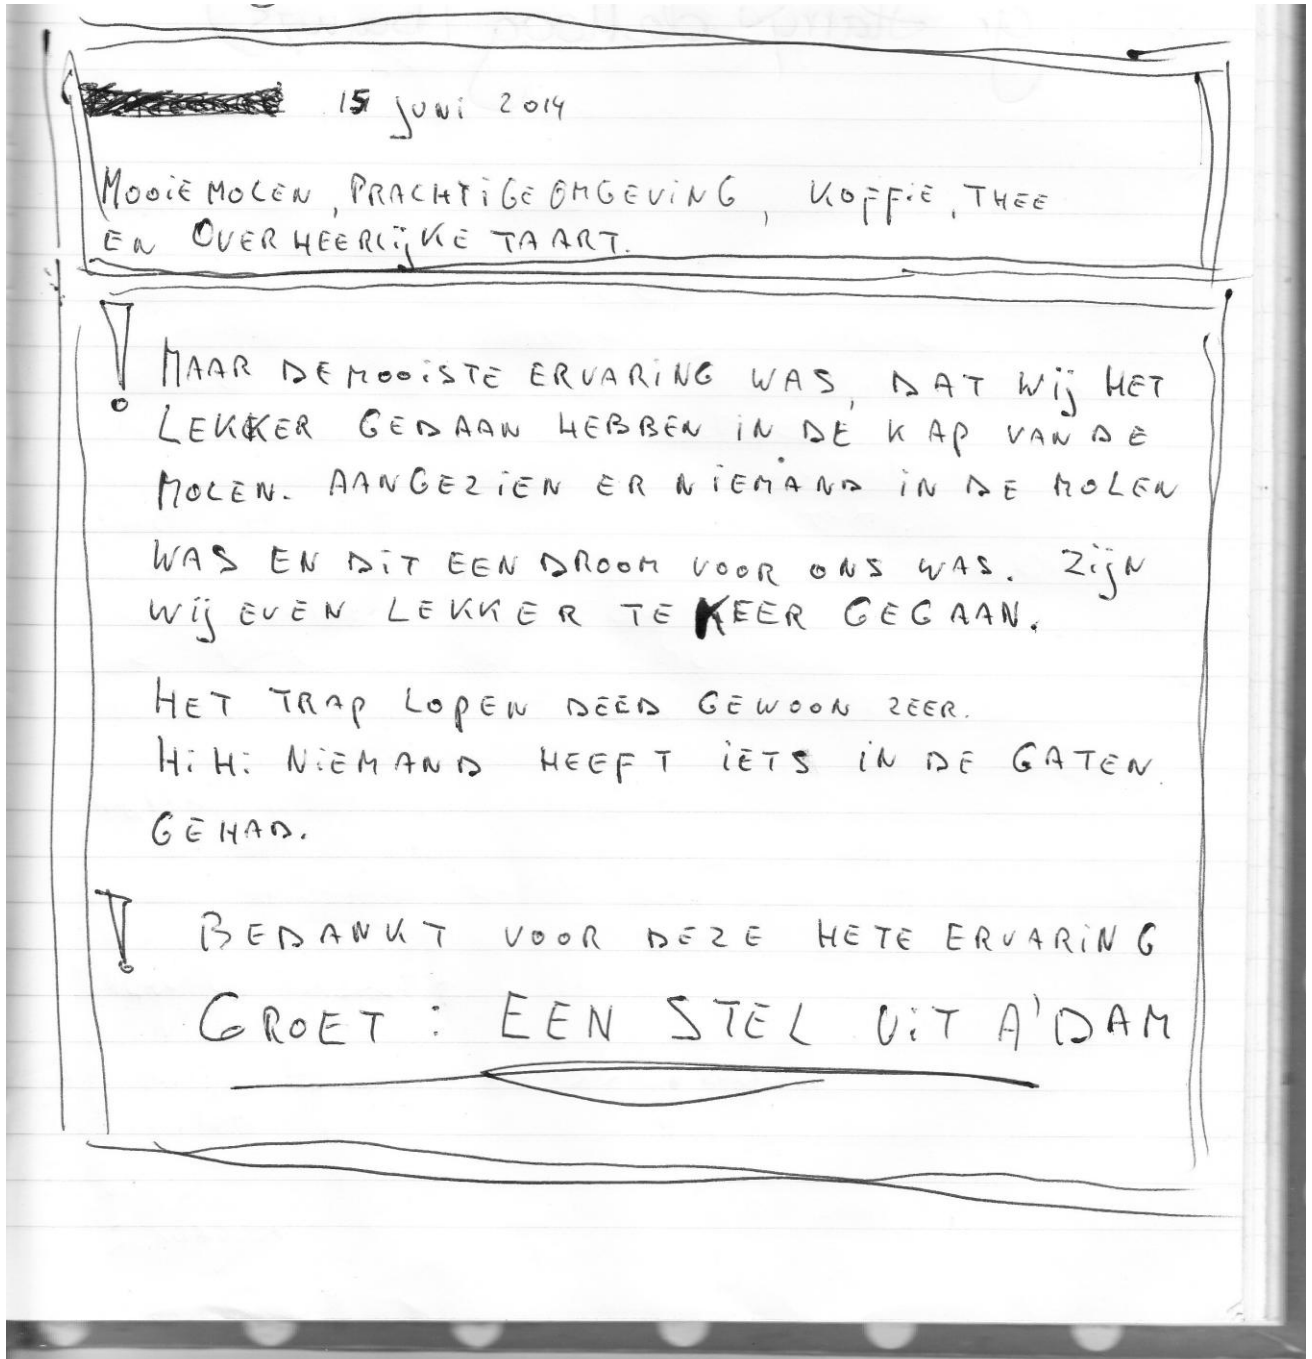 15 juni 2014
MOOIE MOLEN, PRACHTIGE OMGEVING, KOFFIE, THEE
EN OVERHEERLIJKE TAART.
! MAAR DE MOOISTE ERVARING WAS, DAT WIJ HET
LEKKER GEDAAN HEBBEN IN DE KAP VAN DE
MOLEN. AANGEZIEN ER NIEMAND IN DE MOLEN
WAS EN DIT EEN DROOM VOOR ONS WAS. ZIJN
WIJ EVEN LEKKER TE KEER GEGAAN.
HET TRAP LOPEN DEED GEWOON ZEER.
HiHi NIEMAND HEEFT IETS IN DE GATEN
GEHAD.
! BEDANKT VOOR DEZE HETE ERVARING
GROET : EEN STEL UIT A'DAM